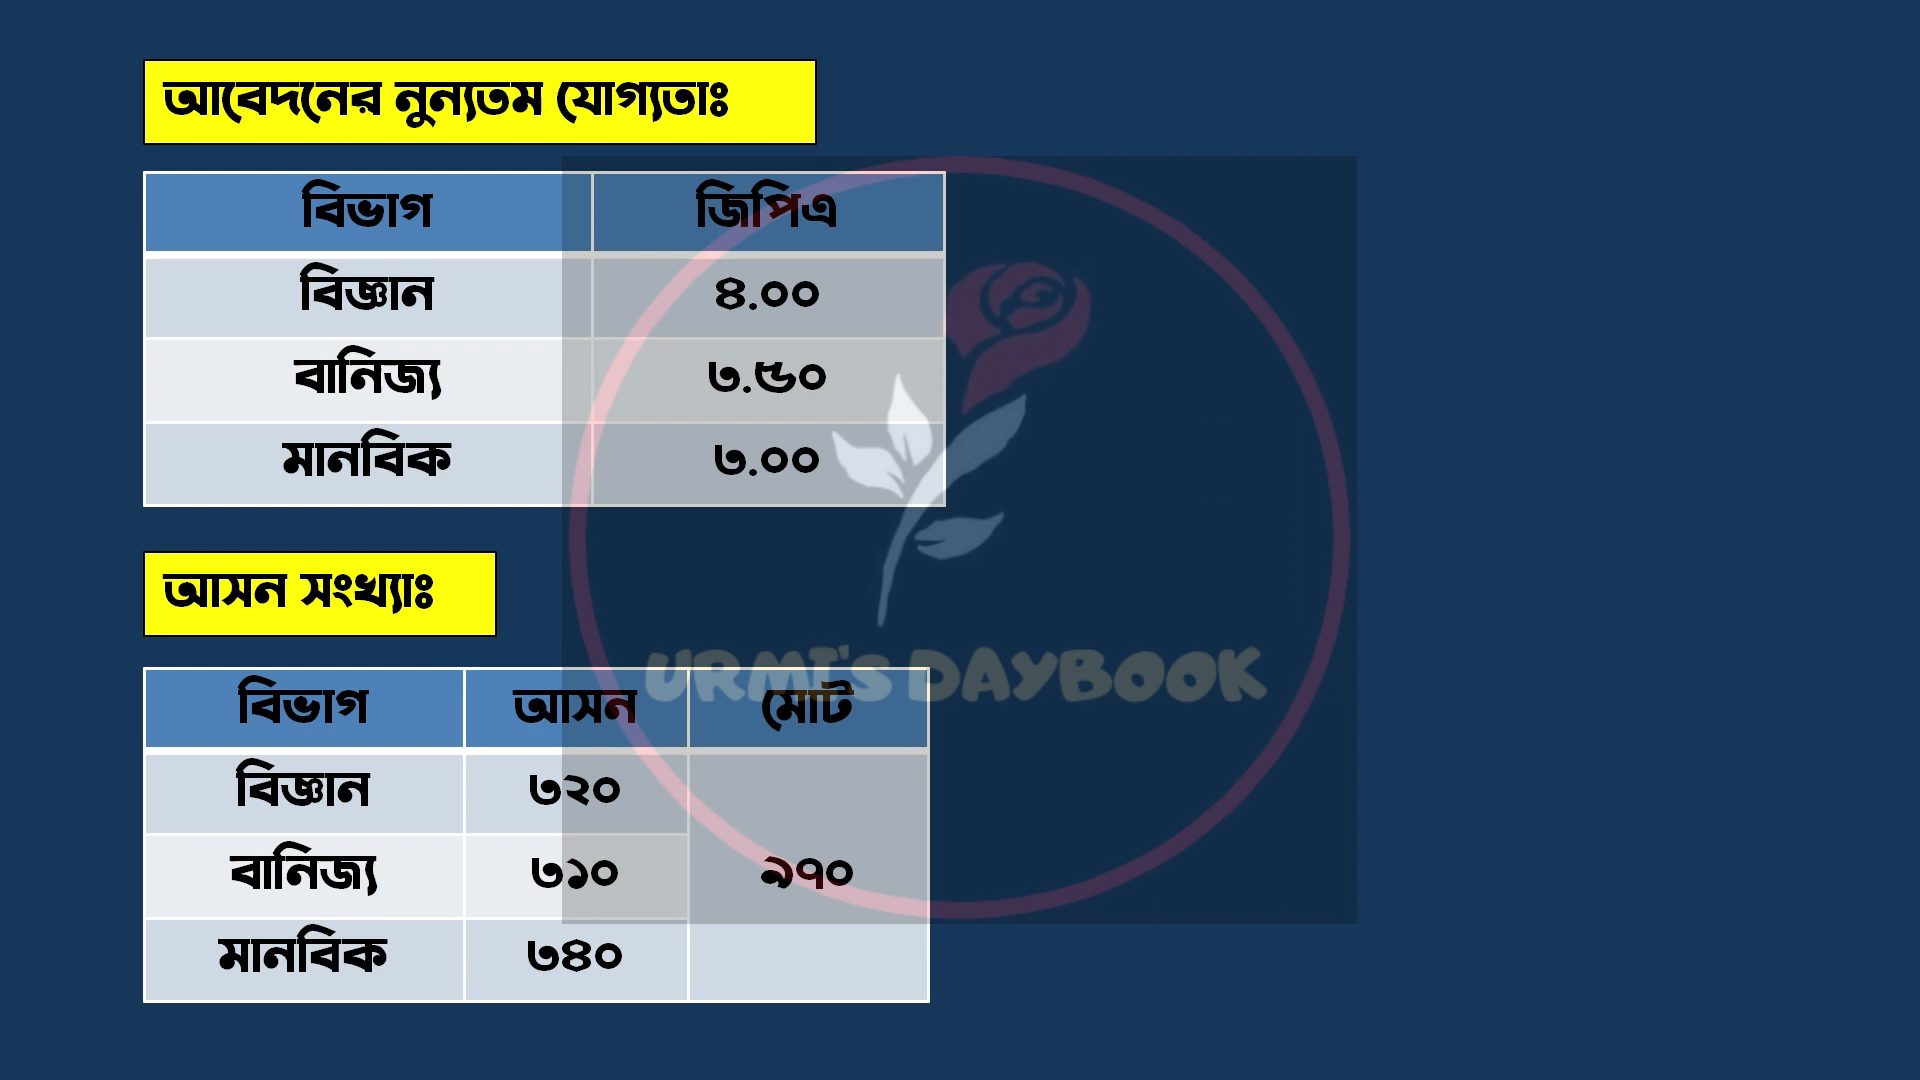 আবেদনের নুন্যতম যোগ্যতাঃ
বিভাগ জিপিএ
বিজ্ঞান ৪.০০
বানিজ্য ৩.৫০
মানবিক ৩.০০
আসন সংখ্যাঃ
বিভাগ আসন মোট
বিজ্ঞান ৩২০
বানিজ্য ৩১০ ৯৭০
মানবিক ৩৪০
URMI'S DAYBOOK